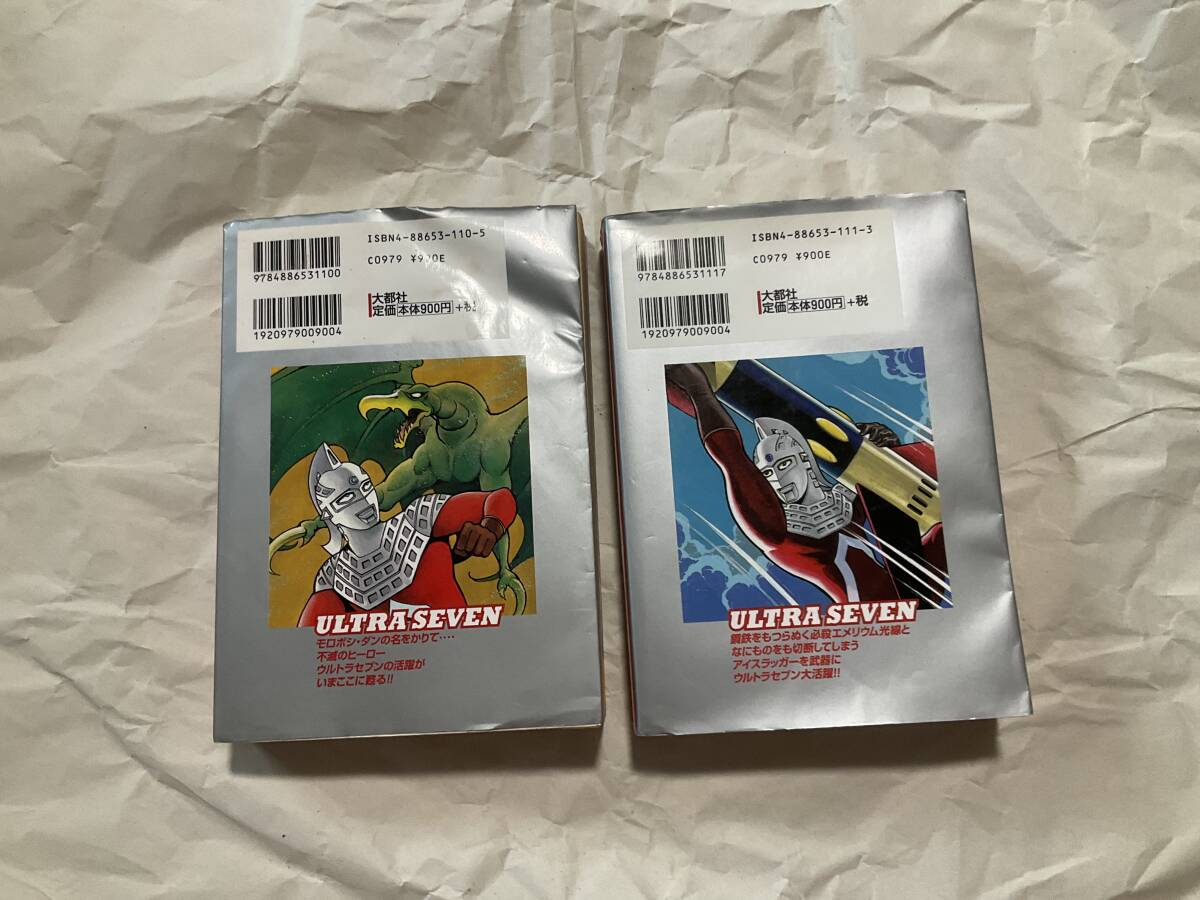 ISBN4-88653-110-5
9784886531100
C0979 ¥900E
大都社
定価 本体900円 +税
1920979009004
ULTRA SEVEN
モロボシ・ダンの名をかりて‥‥
不滅のヒーロー
ウルトラセブンの活躍が
いまここに甦る!!
ISBN4-88653-111-3
9784886531117
C0979 ¥900E
大都社
定価 本体900円 +税
1920979009004
ULTRA SEVEN
鋼鉄をもつらぬく必殺エメリウム光線と
なにものをも切断してしまう
アイスラッガーを武器に
ウルトラセブン大活躍!!